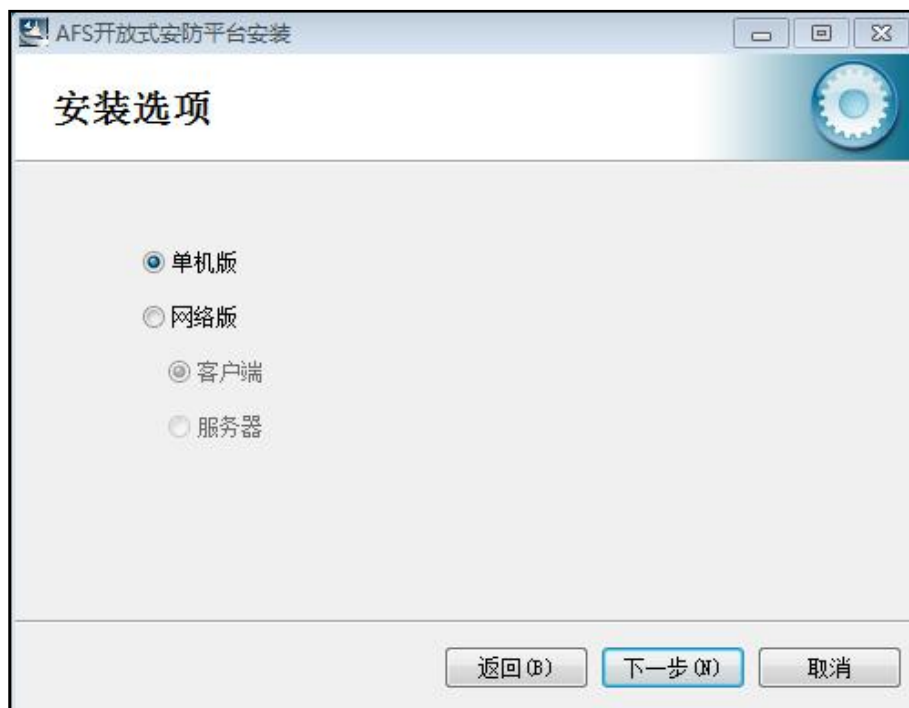 AFS开放式安防平台安装
安装选项
单机版
网络版
客户端
服务器
返回(B) 下一步(N) 取消